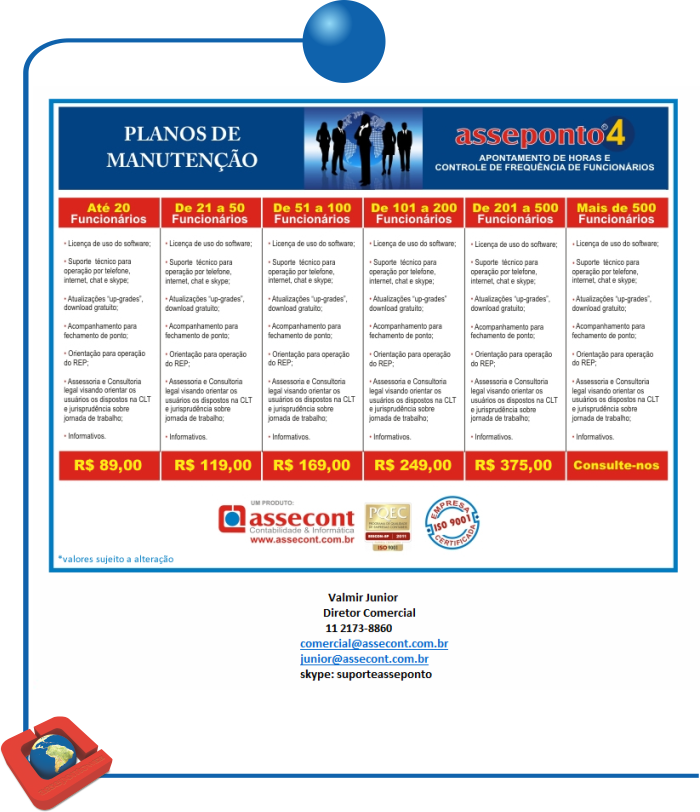 PLANOS DE
MANUTENÇÃO
asseponto®4
APONTAMENTO DE HORAS E
CONTROLE DE FREQUÊNCIA DE FUNCIONÁRIOS
Até 20
Funcionários
• Licença de uso do software;
• Suporte técnico para
operação por telefone,
internet, chat e skype;
• Atualizações “up-grades”,
download gratuito;
• Acompanhamento para
fechamento de ponto;
• Orientação para operação
do REP;
• Assessoria e Consultoria
legal visando orientar os
usuários os dispostos na CLT
e jurisprudência sobre
jornada de trabalho;
• Informativos.
R$ 89,00
De 21 a 50
Funcionários
• Licença de uso do software;
• Suporte técnico para
operação por telefone,
internet, chat e skype;
• Atualizações “up-grades”,
download gratuito;
• Acompanhamento para
fechamento de ponto;
• Orientação para operação
do REP;
• Assessoria e Consultoria
legal visando orientar os
usuários os dispostos na CLT
e jurisprudência sobre
jornada de trabalho;
• Informativos.
R$ 119,00
De 51 a 100
Funcionários
• Licença de uso do software;
• Suporte técnico para
operação por telefone,
internet, chat e skype;
• Atualizações “up-grades”,
download gratuito;
• Acompanhamento para
fechamento de ponto;
• Orientação para operação
do REP;
• Assessoria e Consultoria
legal visando orientar os
usuários os dispostos na CLT
e jurisprudência sobre
jornada de trabalho;
• Informativos.
R$ 169,00
De 101 a 200
Funcionários
• Licença de uso do software;
• Suporte técnico para
operação por telefone,
internet, chat e skype;
• Atualizações “up-grades”,
download gratuito;
• Acompanhamento para
fechamento de ponto;
• Orientação para operação
do REP;
• Assessoria e Consultoria
legal visando orientar os
usuários os dispostos na CLT
e jurisprudência sobre
jornada de trabalho;
• Informativos.
R$ 249,00
De 201 a 500
Funcionários
• Licença de uso do software;
• Suporte técnico para
operação por telefone,
internet, chat e skype;
• Atualizações “up-grades”,
download gratuito;
• Acompanhamento para
fechamento de ponto;
• Orientação para operação
do REP;
• Assessoria e Consultoria
legal visando orientar os
usuários os dispostos na CLT
e jurisprudência sobre
jornada de trabalho;
• Informativos.
R$ 375,00
Mais de 500
Funcionários
• Licença de uso do software;
• Suporte técnico para
operação por telefone,
internet, chat e skype;
• Atualizações “up-grades”,
download gratuito;
• Acompanhamento para
fechamento de ponto;
• Orientação para operação
do REP;
• Assessoria e Consultoria
legal visando orientar os
usuários os dispostos na CLT
e jurisprudência sobre
jornada de trabalho;
• Informativos.
Consulte-nos
UM PRODUTO:
assecont
Contabilidade & Informática
www.assecont.com.br
PQEC
2011
ISO 9001
EMPRESA
ISO 9001
CERTIFICADA
*valores sujeito a alteração
Valmir Junior
Diretor Comercial
11 2173-8860
comercial@assecont.com.br
junior@assecont.com.br
skype: suporteasseponto